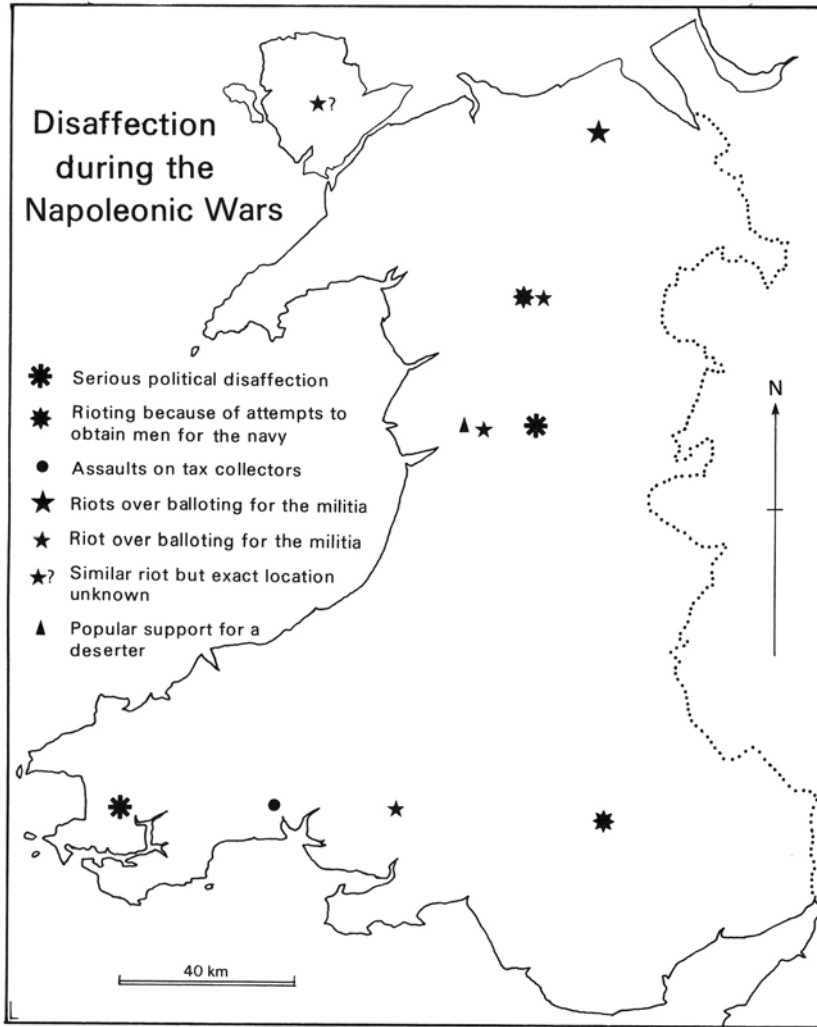 Disaffection
during the
Napoleonic Wars
?
N
Serious political disaffection
Rioting because of attempts to
obtain men for the navy
Assaults on tax collectors
Riots over ballotting for the militia
Riot over ballotting for the militia
? Similar riot but exact location
unknown
Popular support for a
deserter
40 km